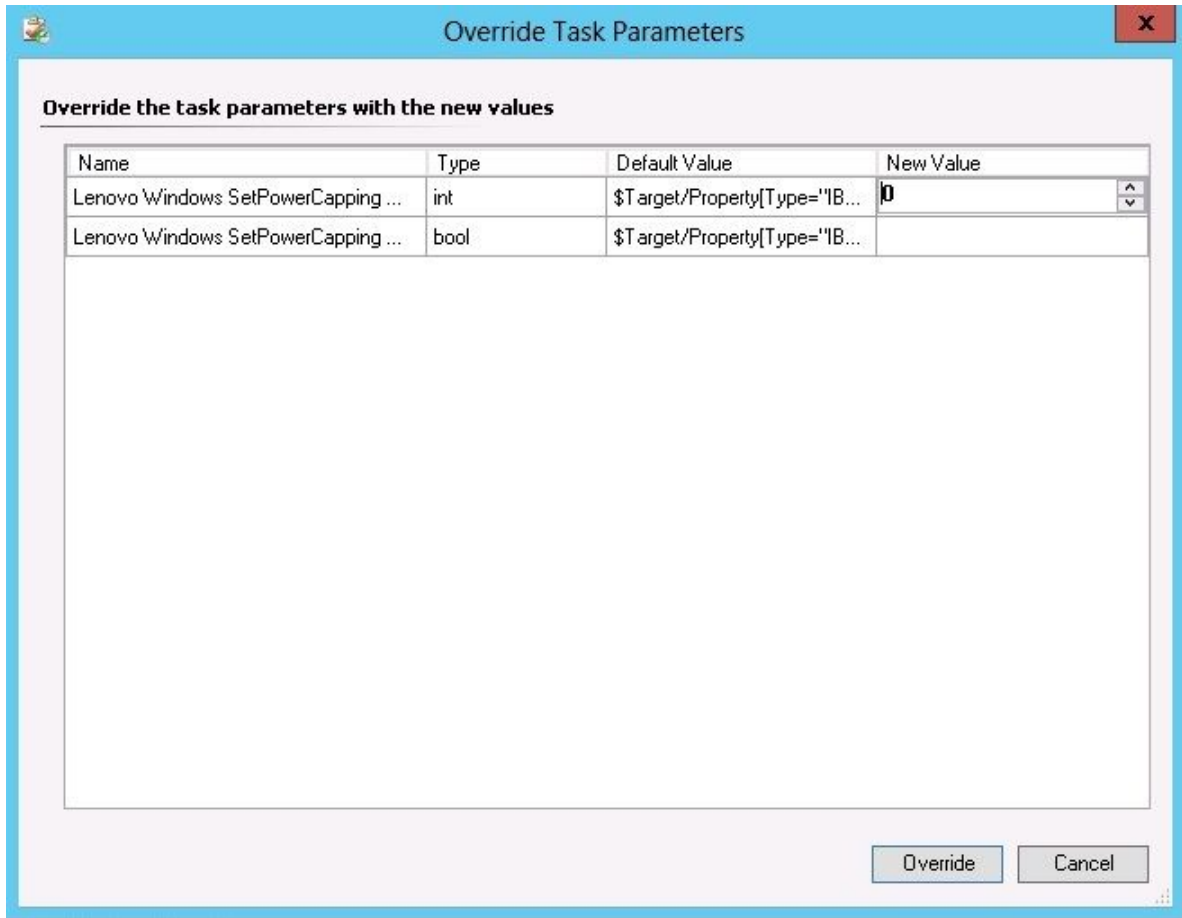 Override Task Parameters
x
Override the task parameters with the new values
Name Type Default Value New Value
Lenovo Windows SetPowerCapping ... int $Target/Property[Type="IB... 0
Lenovo Windows SetPowerCapping ... bool $Target/Property[Type="IB...
Override Cancel